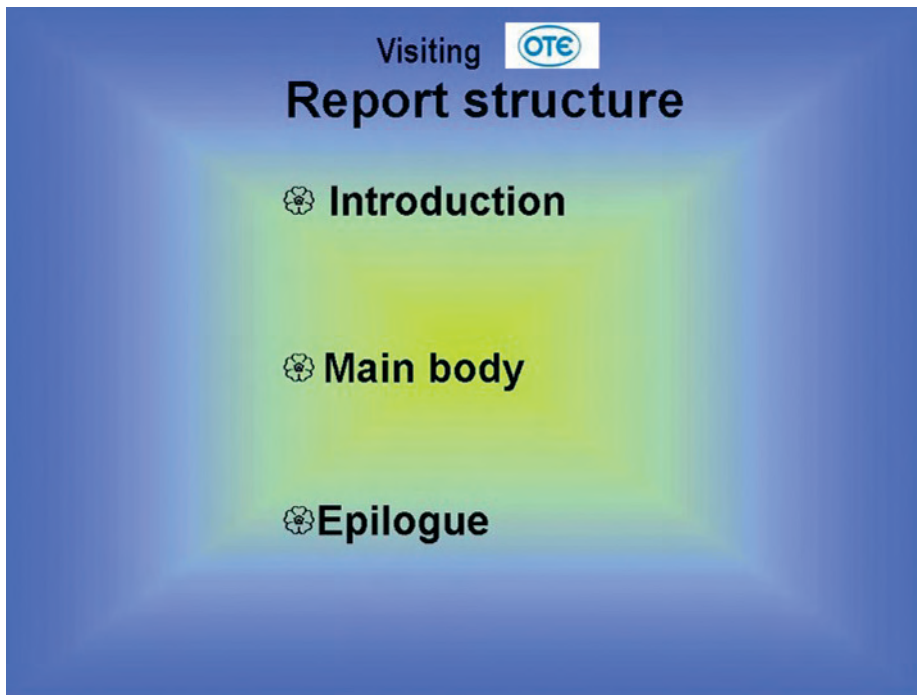 Visiting OTE
Report structure
Introduction
Main body
Epilogue